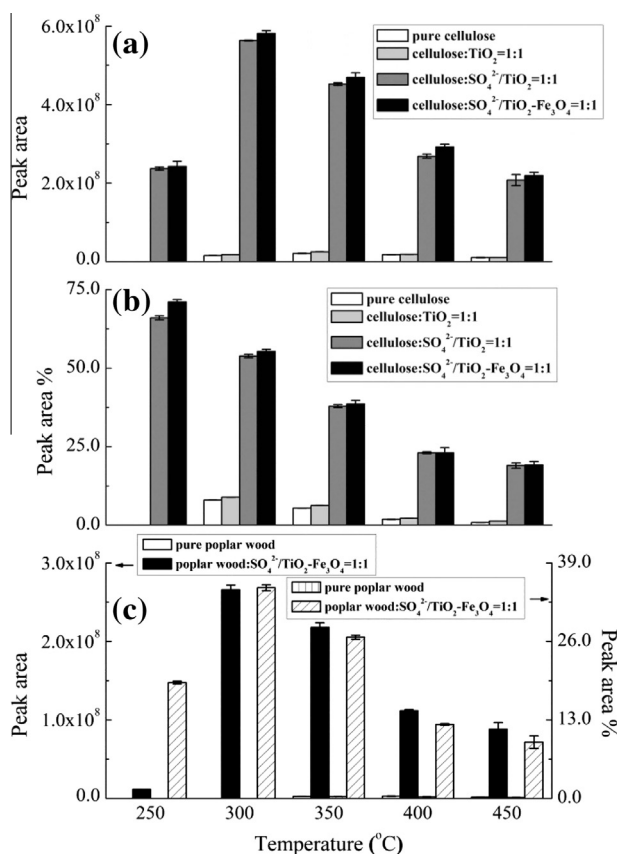 (a)
6.0x10⁸
4.0x10⁸
2.0x10⁸
0.0
Peak area
pure cellulose
cellulose:TiO₂=1:1
cellulose:SO₄²⁻/TiO₂=1:1
cellulose:SO₄²⁻/TiO₂-Fe₃O₄=1:1
(b)
75.0
50.0
25.0
0.0
Peak area %
pure cellulose
cellulose:TiO₂=1:1
cellulose:SO₄²⁻/TiO₂=1:1
cellulose:SO₄²⁻/TiO₂-Fe₃O₄=1:1
(c)
pure poplar wood
poplar wood:SO₄²⁻/TiO₂-Fe₃O₄=1:1
pure poplar wood
poplar wood:SO₄²⁻/TiO₂-Fe₃O₄=1:1
3.0x10⁸
2.0x10⁸
1.0x10⁸
0.0
Peak area
39.0
26.0
13.0
0.0
Peak area %
250 300 350 400 450
Temperature (°C)